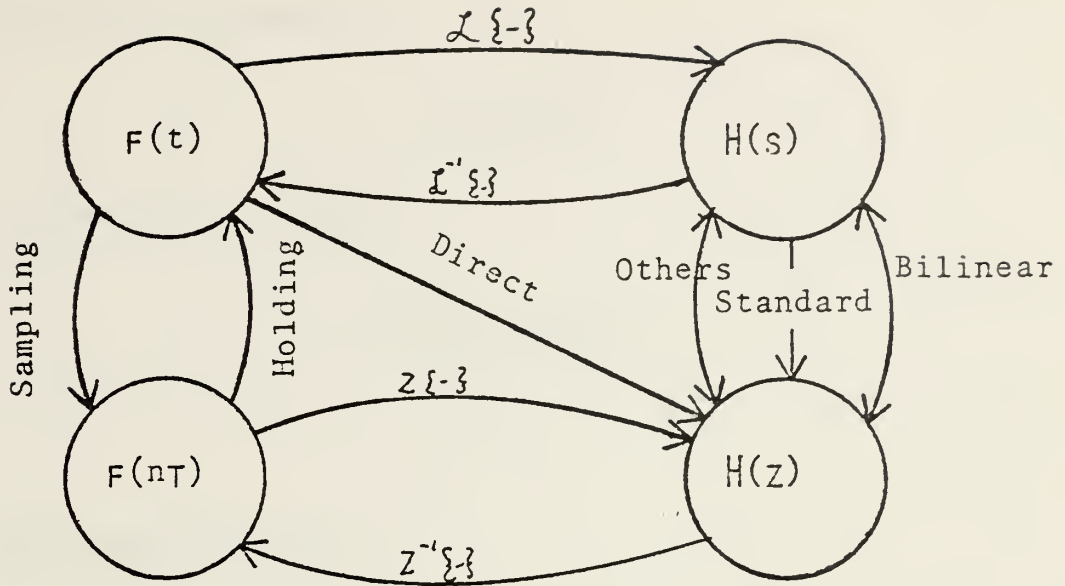 ℒ {-}
F(t)
H(s)
ℒ⁻¹ {-}
Sampling
Holding
Direct
Others
Standard
Bilinear
Z {-}
F(nT)
H(Z)
Z⁻¹ {-}